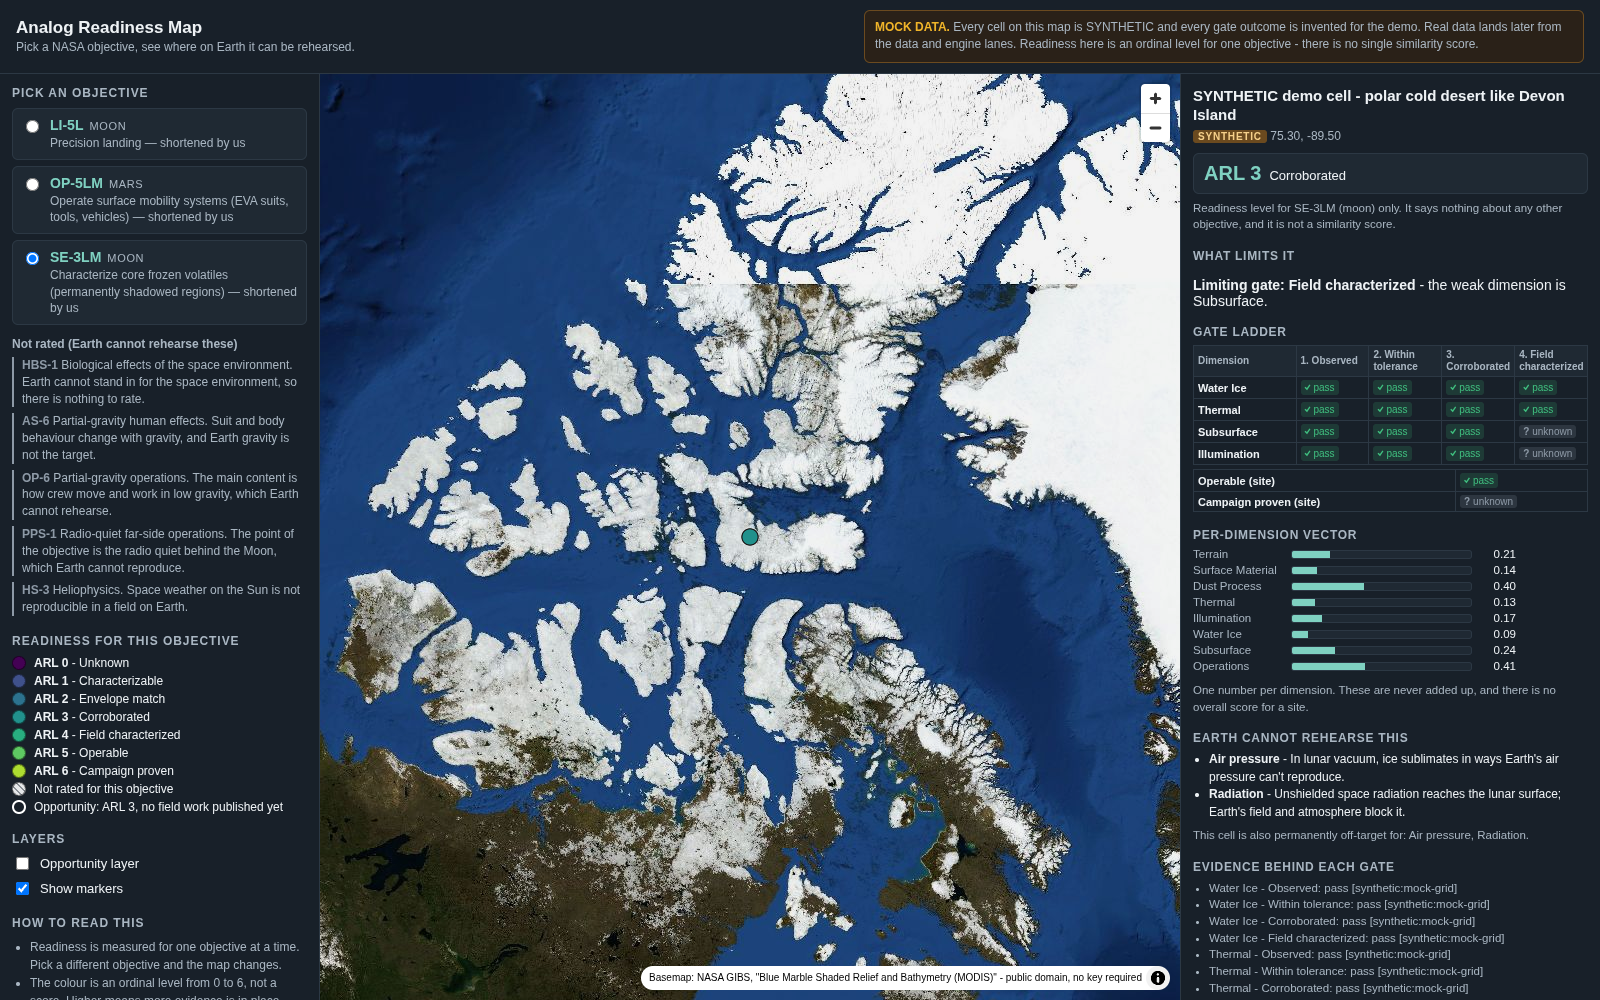 Analog Readiness Map
Pick a NASA objective, see where on Earth it can be rehearsed.
MOCK DATA. Every cell on this map is SYNTHETIC and every gate outcome is invented for the demo. Real data lands later from
the data and engine lanes. Readiness here is an ordinal level for one objective - there is no single similarity score.
PICK AN OBJECTIVE
LI-5L MOON
Precision landing — shortened by us
OP-5LM MARS
Operate surface mobility systems (EVA suits,
tools, vehicles) — shortened by us
SE-3LM MOON
Characterize core frozen volatiles
(permanently shadowed regions) — shortened
by us
Not rated (Earth cannot rehearse these)
HBS-1 Biological effects of the space environment.
Earth cannot stand in for the space environment, so
there is nothing to rate.
AS-6 Partial-gravity human effects. Suit and body
behaviour change with gravity, and Earth gravity is
not the target.
OP-6 Partial-gravity operations. The main content is
how crew move and work in low gravity, which Earth
cannot rehearse.
PPS-1 Radio-quiet far-side operations. The point of
the objective is the radio quiet behind the Moon,
which Earth cannot reproduce.
HS-3 Heliophysics. Space weather on the Sun is not
reproducible in a field on Earth.
READINESS FOR THIS OBJECTIVE
ARL 0 - Unknown
ARL 1 - Characterizable
ARL 2 - Envelope match
ARL 3 - Corroborated
ARL 4 - Field characterized
ARL 5 - Operable
ARL 6 - Campaign proven
Not rated for this objective
Opportunity: ARL 3, no field work published yet
LAYERS
Opportunity layer
Show markers
HOW TO READ THIS
Readiness is measured for one objective at a time.
Pick a different objective and the map changes.
The colour is an ordinal level from 0 to 6, not a
score. Higher means more evidence is in place.
+
−
Basemap: NASA GIBS, "Blue Marble Shaded Relief and Bathymetry (MODIS)" - public domain, no key required
SYNTHETIC demo cell - polar cold desert like Devon
Island
SYNTHETIC 75.30, -89.50
ARL 3 Corroborated
Readiness level for SE-3LM (moon) only. It says nothing about any other
objective, and it is not a similarity score.
WHAT LIMITS IT
Limiting gate: Field characterized - the weak dimension is
Subsurface.
GATE LADDER
Dimension 1. Observed 2. Within tolerance 3. Corroborated 4. Field characterized
Water Ice ✓ pass ✓ pass ✓ pass ✓ pass
Thermal ✓ pass ✓ pass ✓ pass ✓ pass
Subsurface ✓ pass ✓ pass ✓ pass ? unknown
Illumination ✓ pass ✓ pass ✓ pass ? unknown
Operable (site) ✓ pass
Campaign proven (site) ? unknown
PER-DIMENSION VECTOR
Terrain 0.21
Surface Material 0.14
Dust Process 0.40
Thermal 0.13
Illumination 0.17
Water Ice 0.09
Subsurface 0.24
Operations 0.41
One number per dimension. These are never added up, and there is no
overall score for a site.
EARTH CANNOT REHEARSE THIS
Air pressure - In lunar vacuum, ice sublimates in ways Earth's air
pressure can't reproduce.
Radiation - Unshielded space radiation reaches the lunar surface;
Earth's field and atmosphere block it.
This cell is also permanently off-target for: Air pressure, Radiation.
EVIDENCE BEHIND EACH GATE
Water Ice - Observed: pass [synthetic:mock-grid]
Water Ice - Within tolerance: pass [synthetic:mock-grid]
Water Ice - Corroborated: pass [synthetic:mock-grid]
Water Ice - Field characterized: pass [synthetic:mock-grid]
Thermal - Observed: pass [synthetic:mock-grid]
Thermal - Within tolerance: pass [synthetic:mock-grid]
Thermal - Corroborated: pass [synthetic:mock-grid]